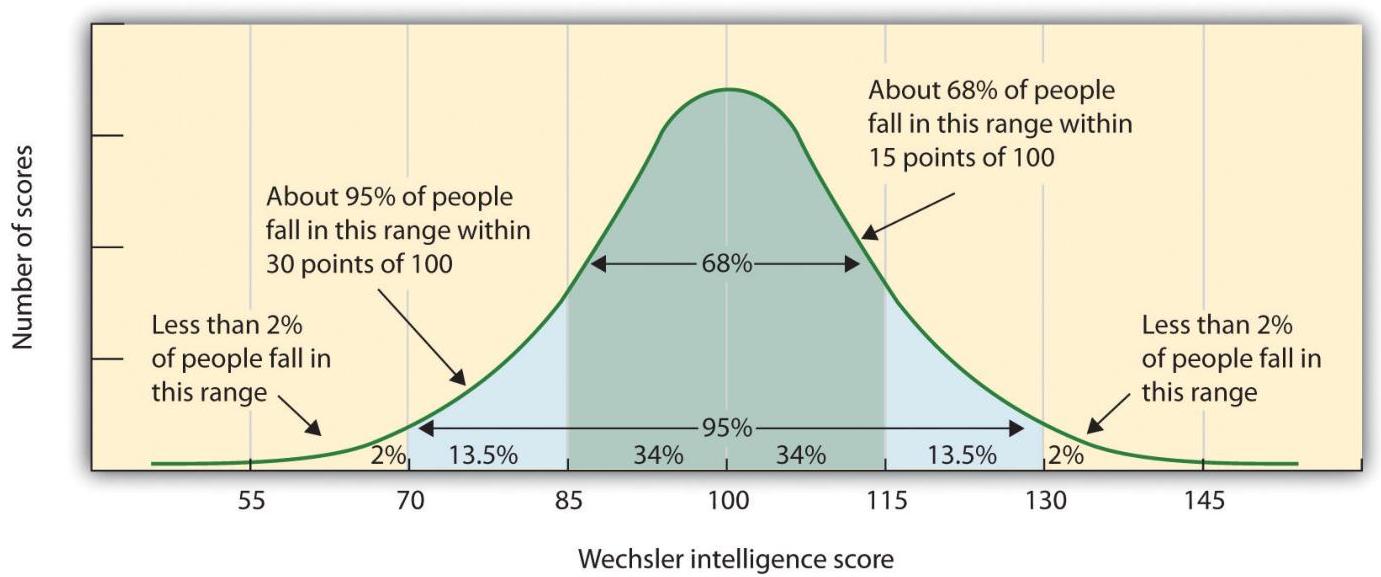 About 68% of people
fall in this range within
15 points of 100
About 95% of people
fall in this range within
30 points of 100
68%
Less than 2%
of people fall in
this range
Less than 2%
of people fall in
this range
95%
2% 13.5% 34% 34% 13.5% 2%
55 70 85 100 115 130 145
Wechsler intelligence score
Number of scores